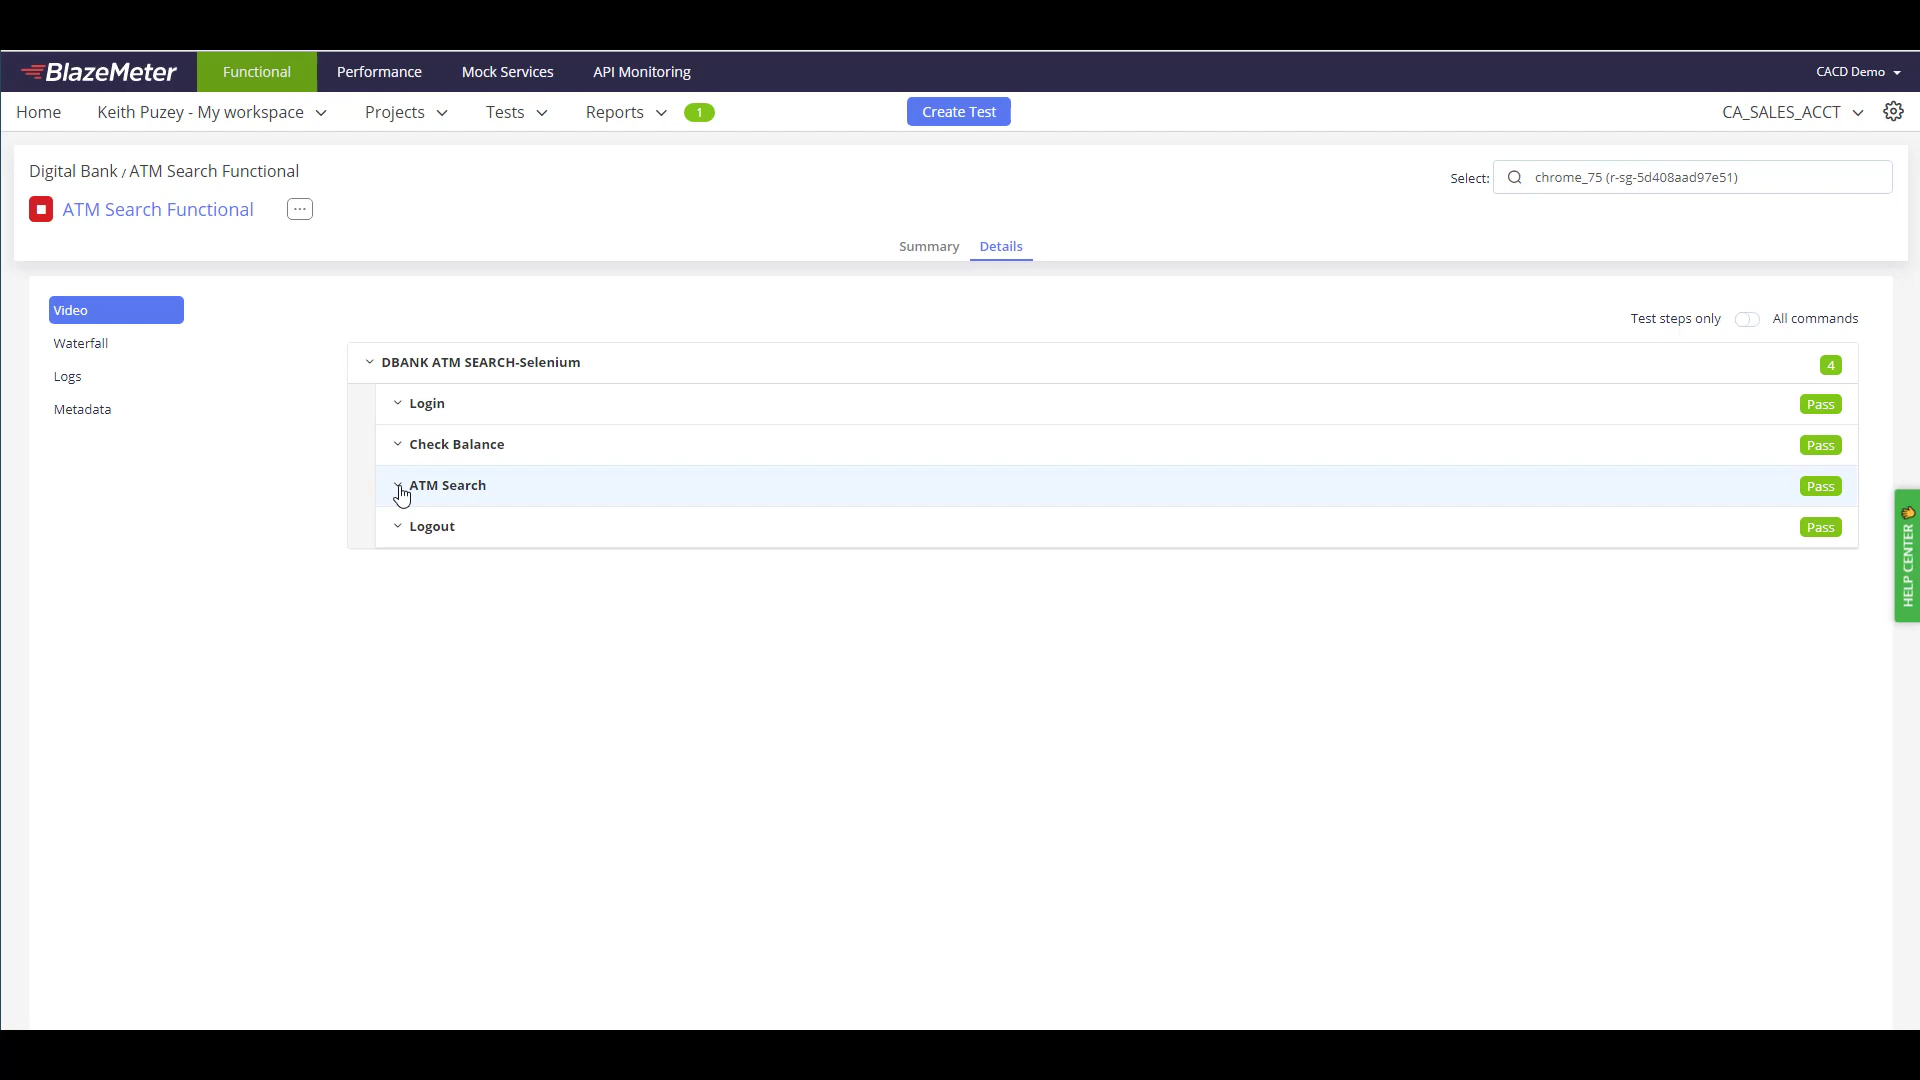 BlazeMeter Functional Performance Mock Services API Monitoring CACD Demo
Home Keith Puzey - My workspace Projects Tests Reports 1 Create Test CA_SALES_ACCT
Digital Bank / ATM Search Functional
Select: chrome_75 (r-sg-5d408aad97e51)
ATM Search Functional ...
Summary Details
Video
Waterfall
Logs
Metadata
Test steps only All commands
DBANK ATM SEARCH-Selenium 4
Login Pass
Check Balance Pass
ATM Search Pass
Logout Pass
HELP CENTER